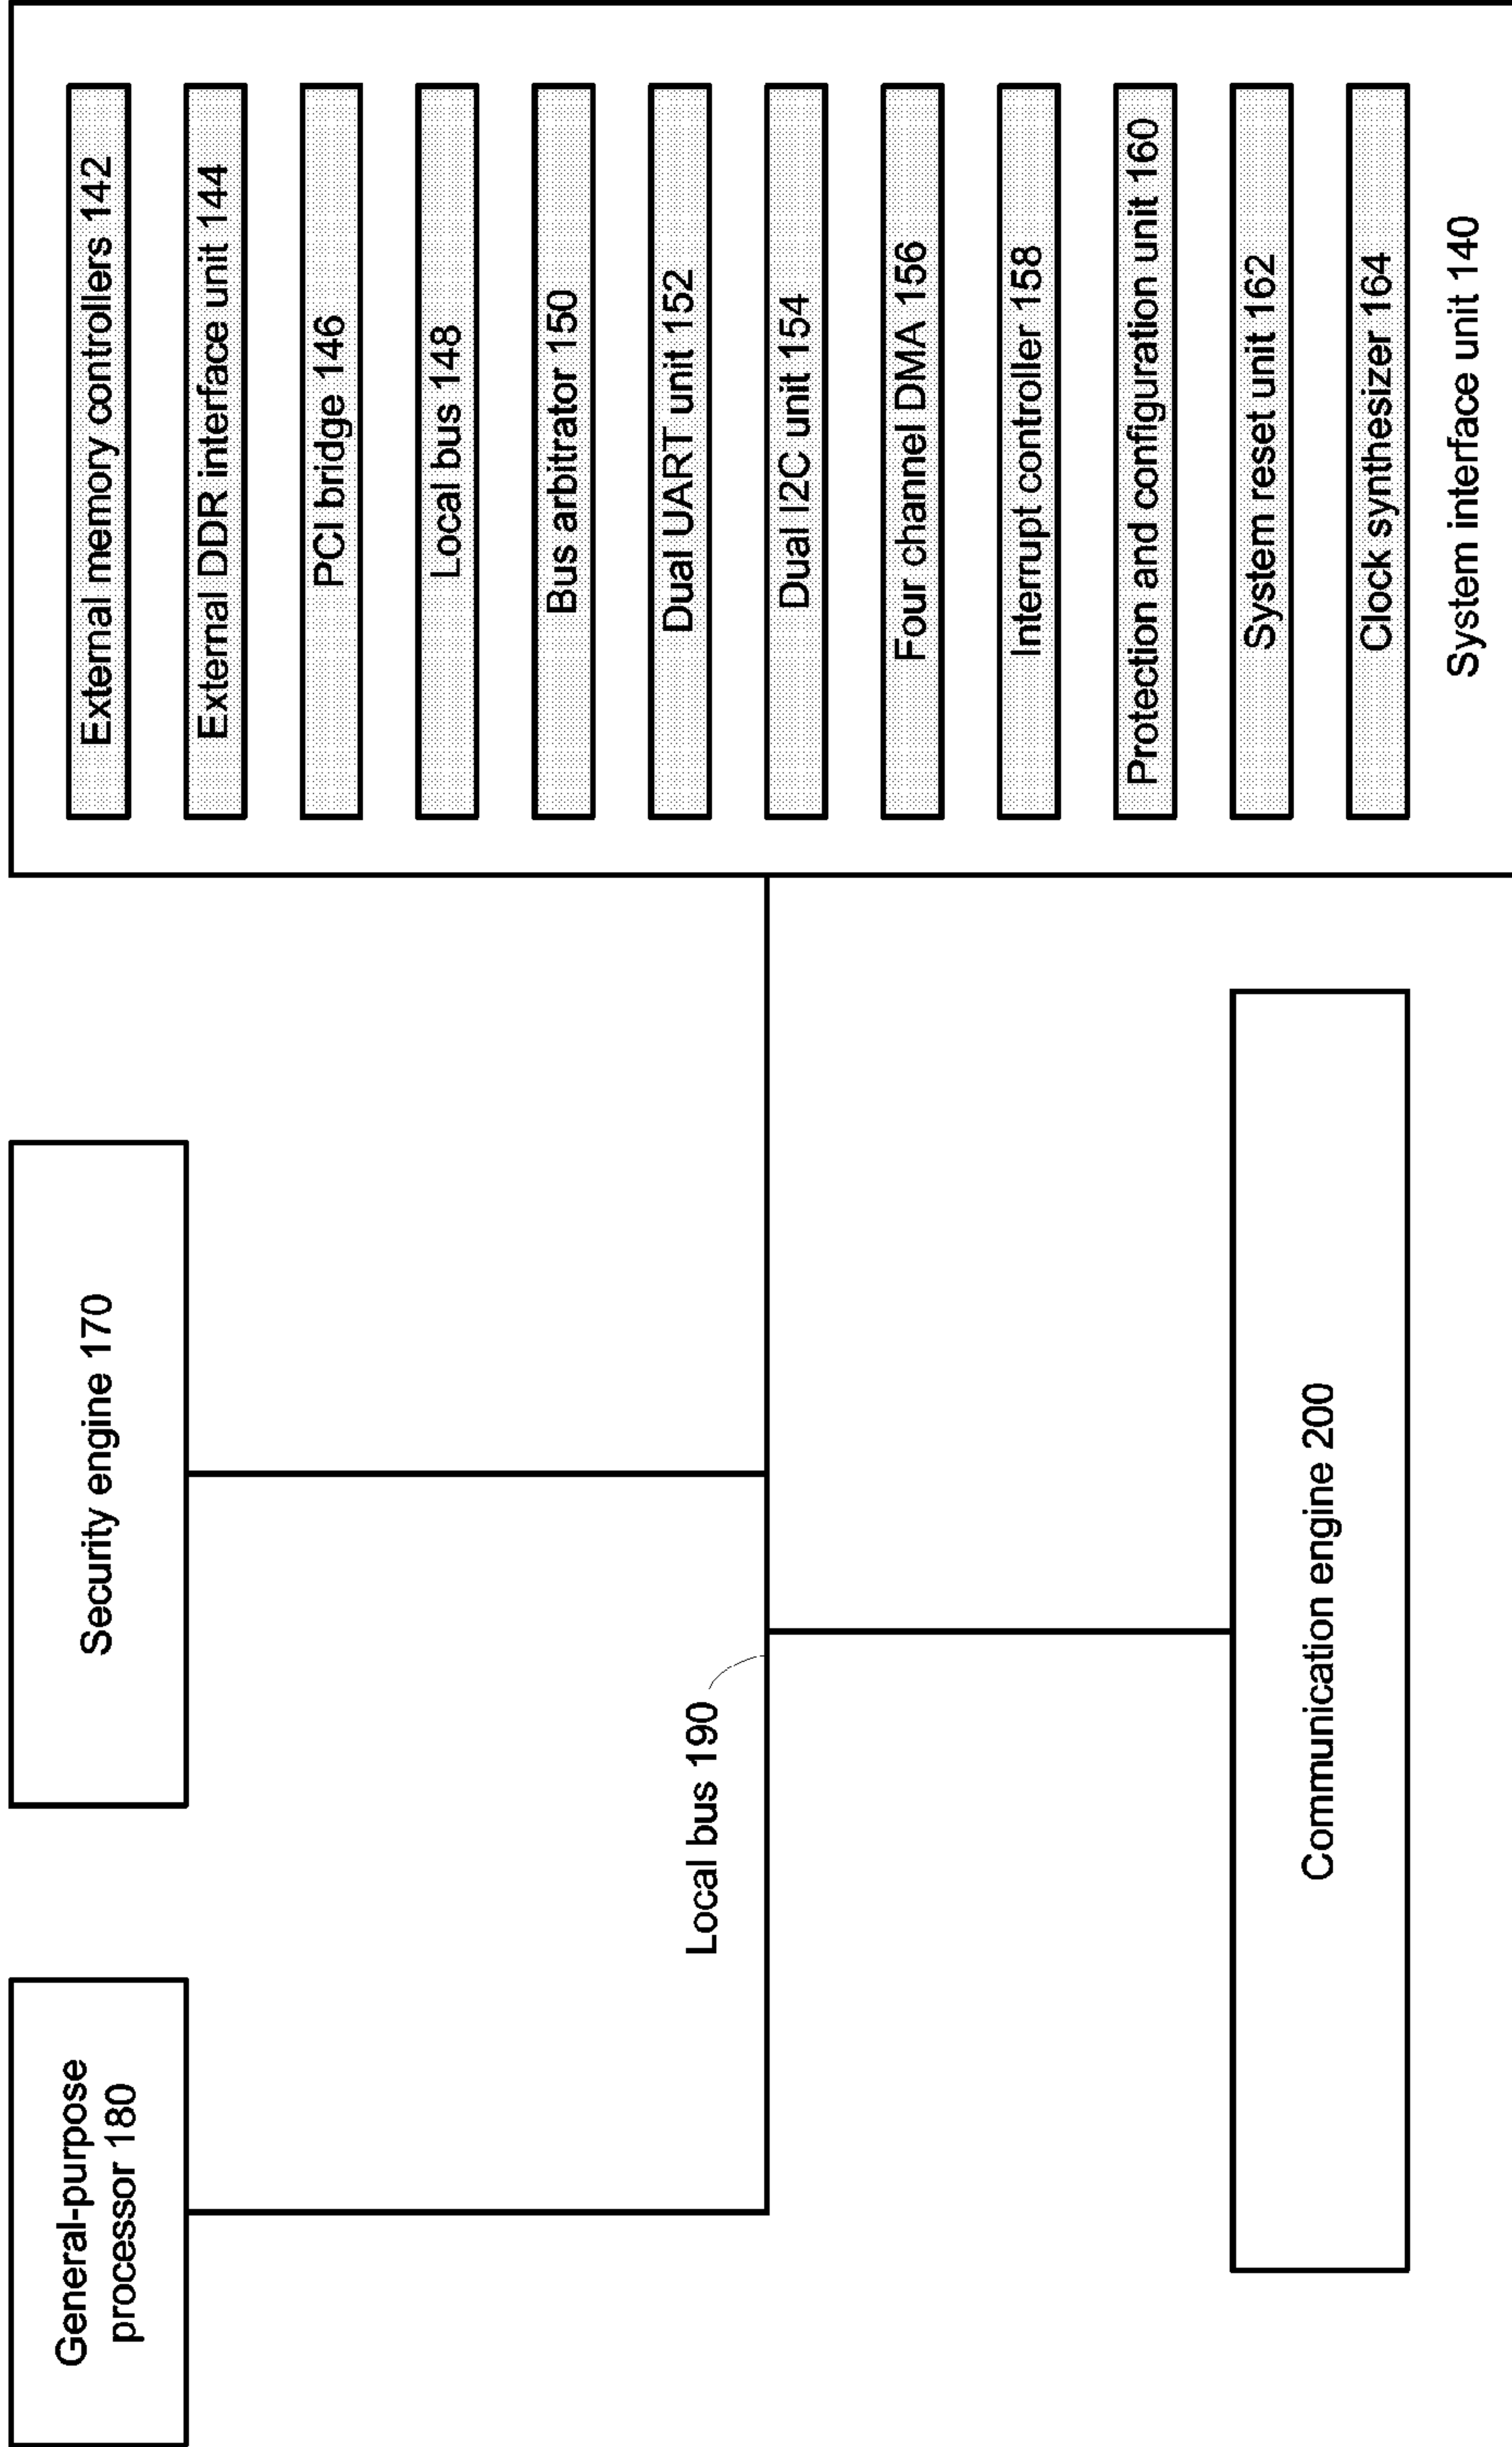 General-purpose
processor 180
Security engine 170
Local bus 190
Communication engine 200
External memory controllers 142
External DDR interface unit 144
PCI bridge 146
Local bus 148
Bus arbitrator 150
Dual UART unit 152
Dual I2C unit 154
Four channel DMA 156
Interrupt controller 158
Protection and configuration unit 160
System reset unit 162
Clock synthesizer 164
System interface unit 140